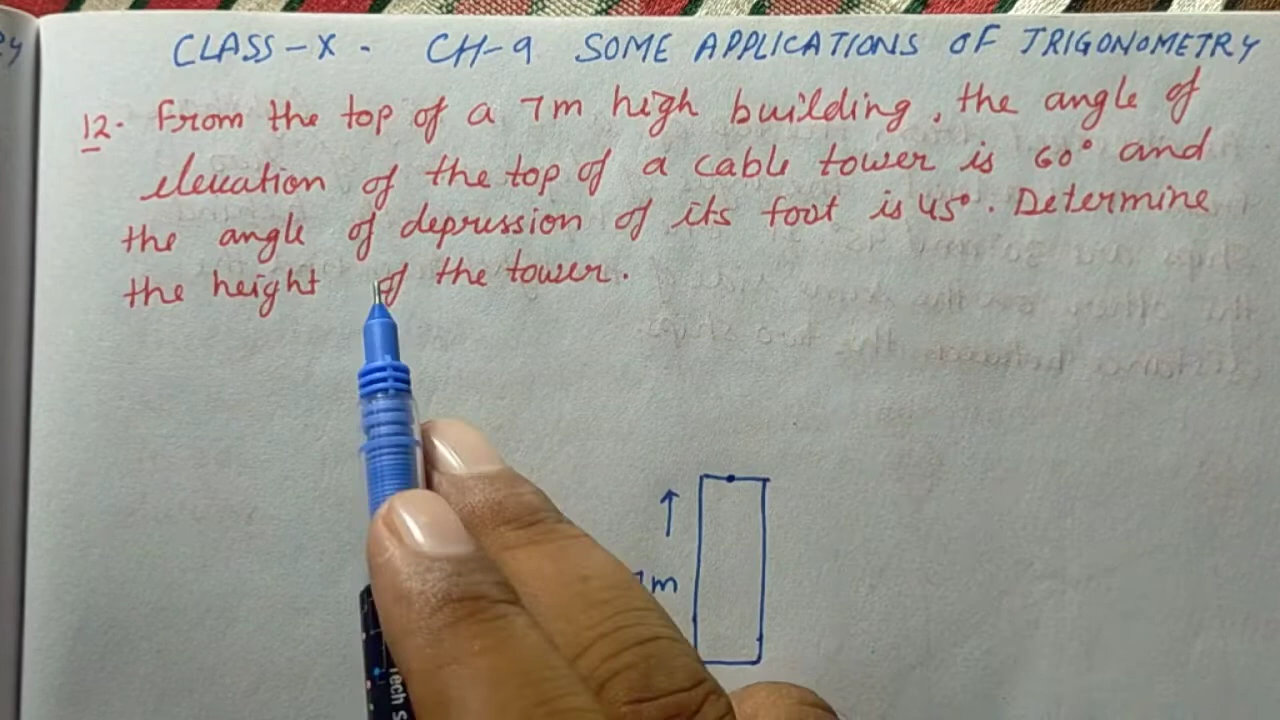 CLASS-X. CH-9 SOME APPLICATIONS OF TRIGONOMETRY
12. From the top of a 7m high building, the angle of
elevation of the top of a cable tower is 60° and
the angle of depression of its foot is 45°. Determine
the height of the tower.
m
Tech